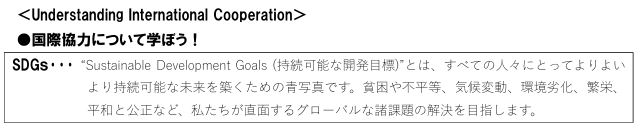 ＜Understanding International Cooperation＞
●国際協力について学ぼう！
SDGs・・・ “Sustainable Development Goals (持続可能な開発目標)”とは、すべての人々にとってよりよい
より持続可能な未来を築くための青写真です。貧困や不平等、気候変動、環境劣化、繁栄、
平和と公正など、私たちが直面するグローバルな諸課題の解決を目指します。